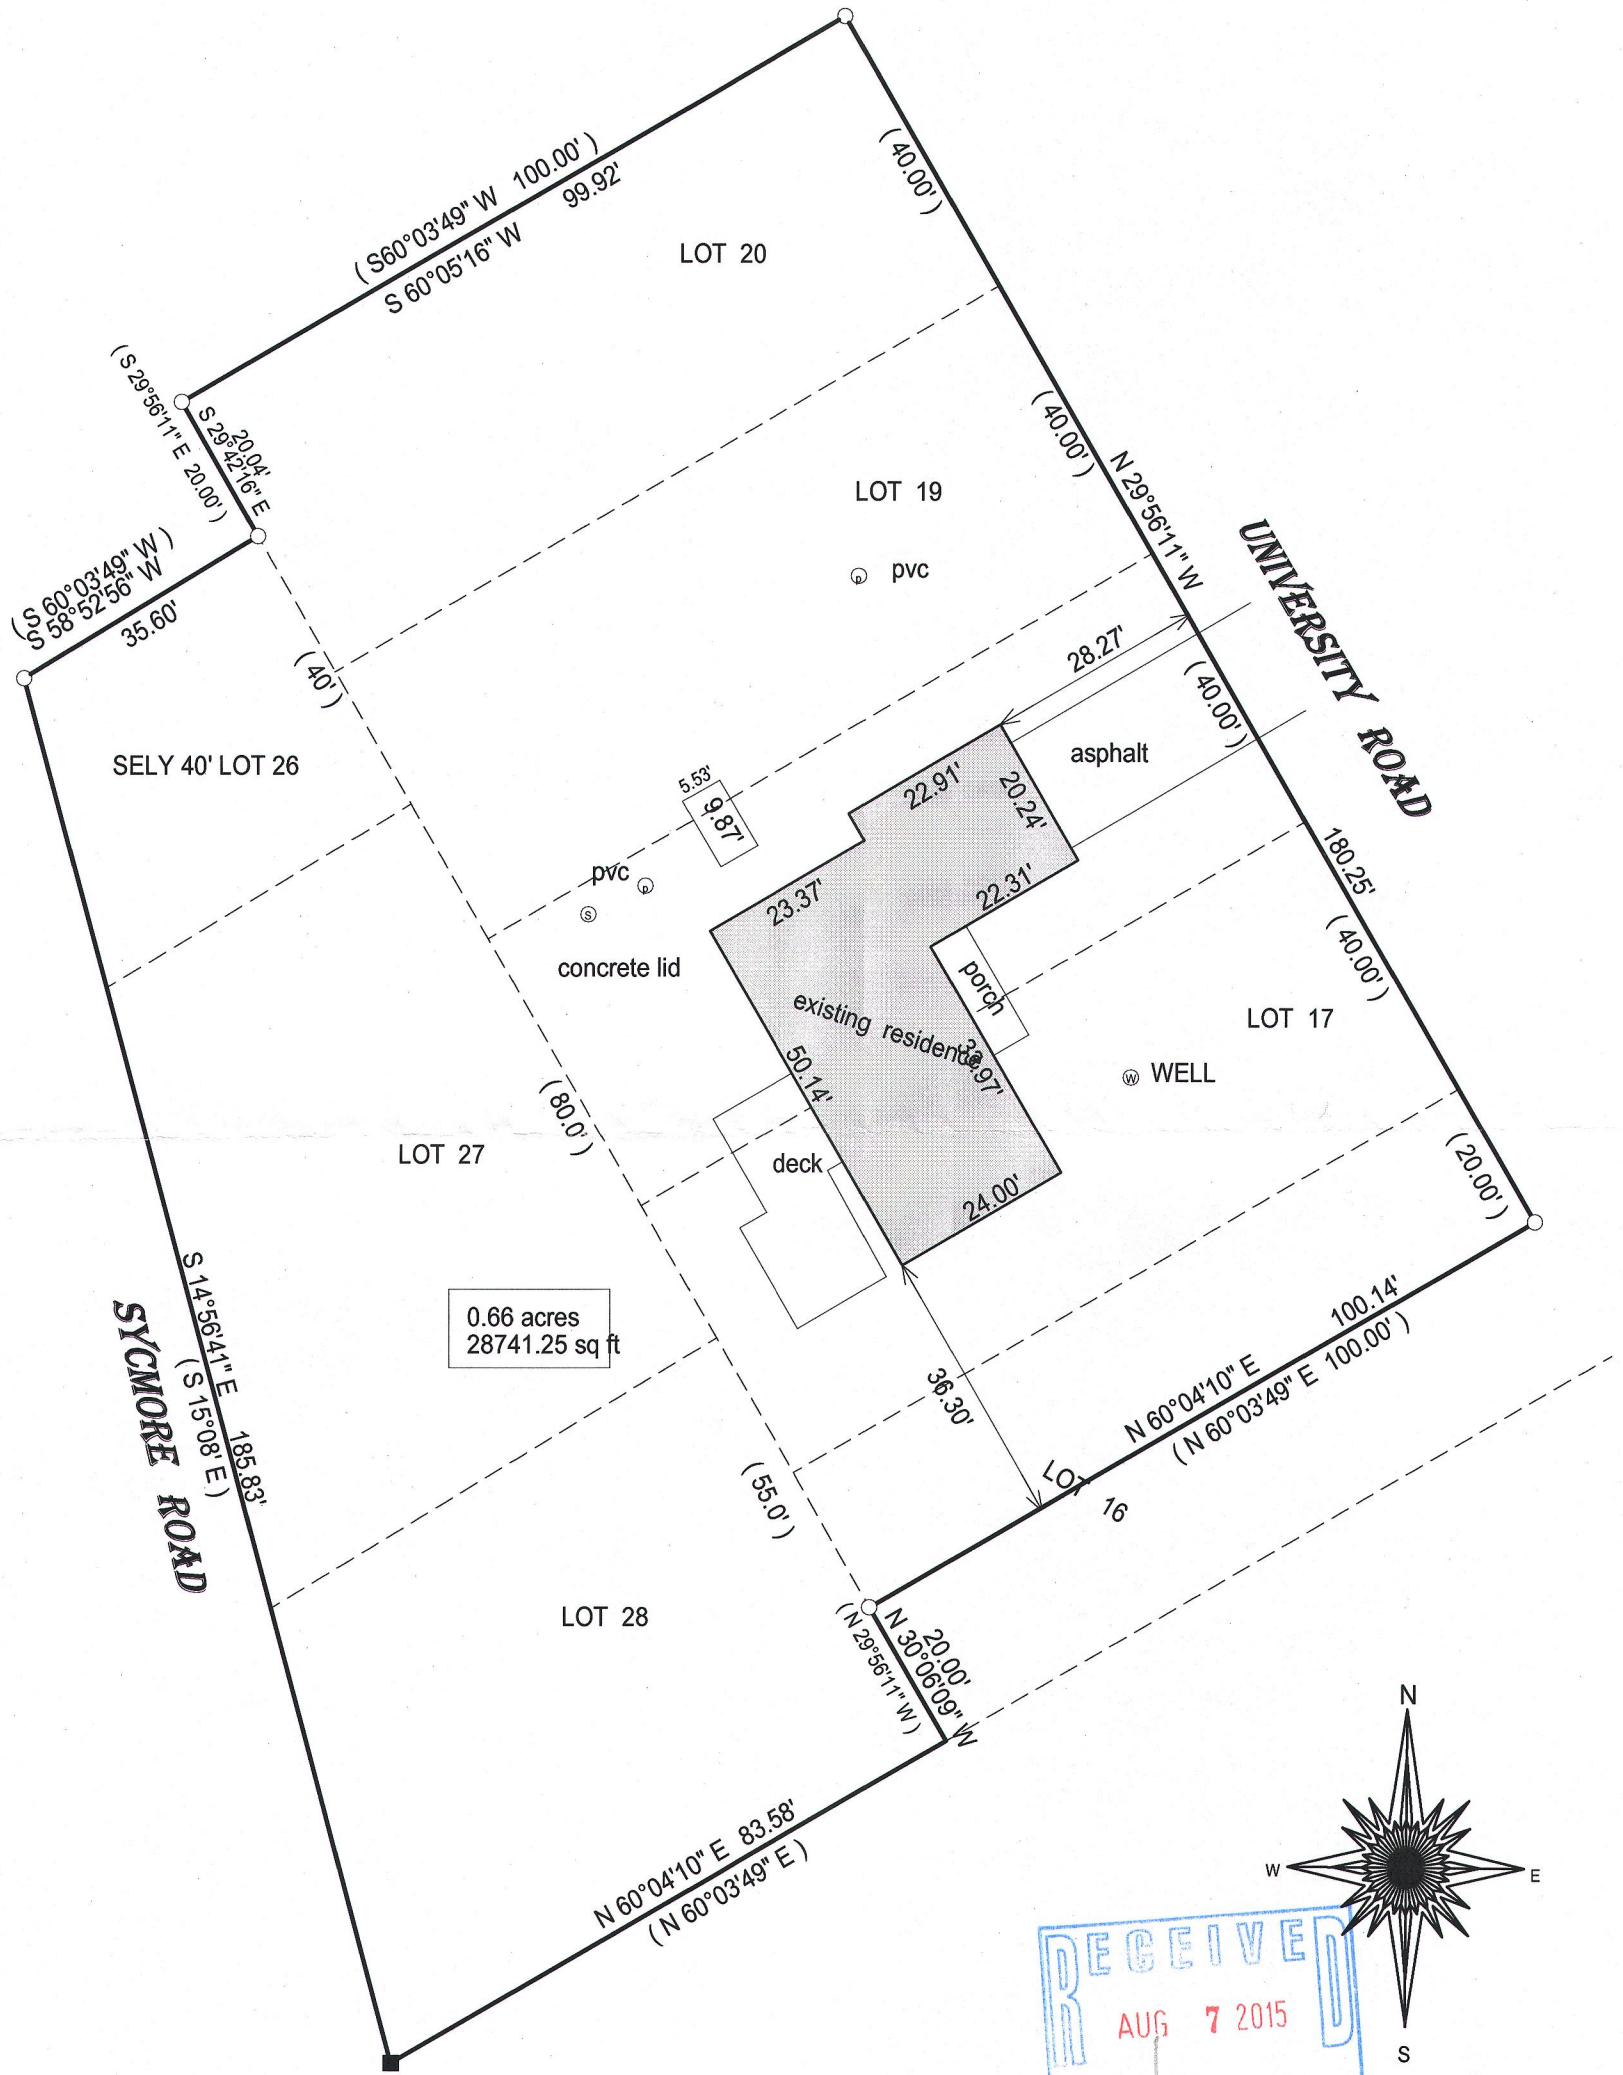 ( S60°03'49" W 100.00' )
S 60°05'16" W 99.92'
LOT 20
( 40.00' )
( S 29°56'11" E 20.00' )
20.04'
S 29°42'16" E
( 40.00' )
N 29°56'11" W
LOT 19
pvc
p
( S 60°03'49" W )
S 58°52'56" W
35.60'
( 40' )
UNIVERSITY ROAD
28.27'
( 40.00' )
SELY 40' LOT 26
asphalt
5.53'
9.87'
22.91'
20.24'
22.31'
23.37'
pvc
p
s
concrete lid
180.25'
( 40.00' )
porch
existing residence
32.97'
50.14'
LOT 17
W WELL
( 80.0' )
LOT 27
deck
24.00'
( 20.00' )
S 14°56'41" E 185.83'
( S 15°08' E )
SYCMORE ROAD
0.66 acres
28741.25 sq ft
36.30'
100.14'
N 60°04'10" E
( N 60°03'49" E 100.00' )
( 55.0' )
LOT 16
LOT 28
20.00'
N 30°06'09" W
( N 29°56'11" W )
N 60°04'10" E 83.58'
( N 60°03'49" E )
N
W
E
S
RECEIVED
AUG 7 2015